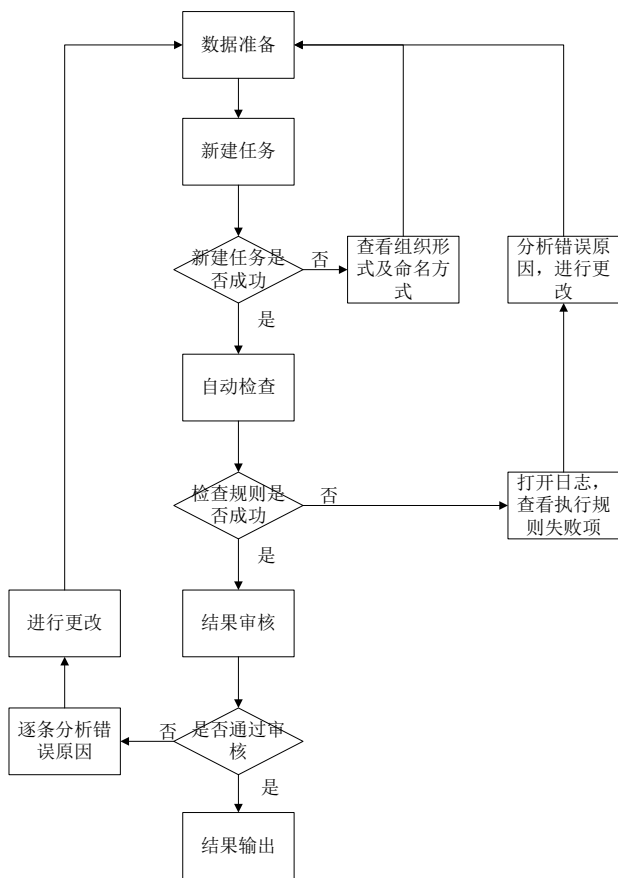 数据准备
新建任务
新建任务是
否成功
否
查看组织形
式及命名方
式
分析错误原
因，进行更
改
是
自动检查
检查规则是
否成功
否
打开日志，
查看执行规
则失败项
是
进行更改
结果审核
逐条分析错
误原因
否
是否通过审
核
是
结果输出